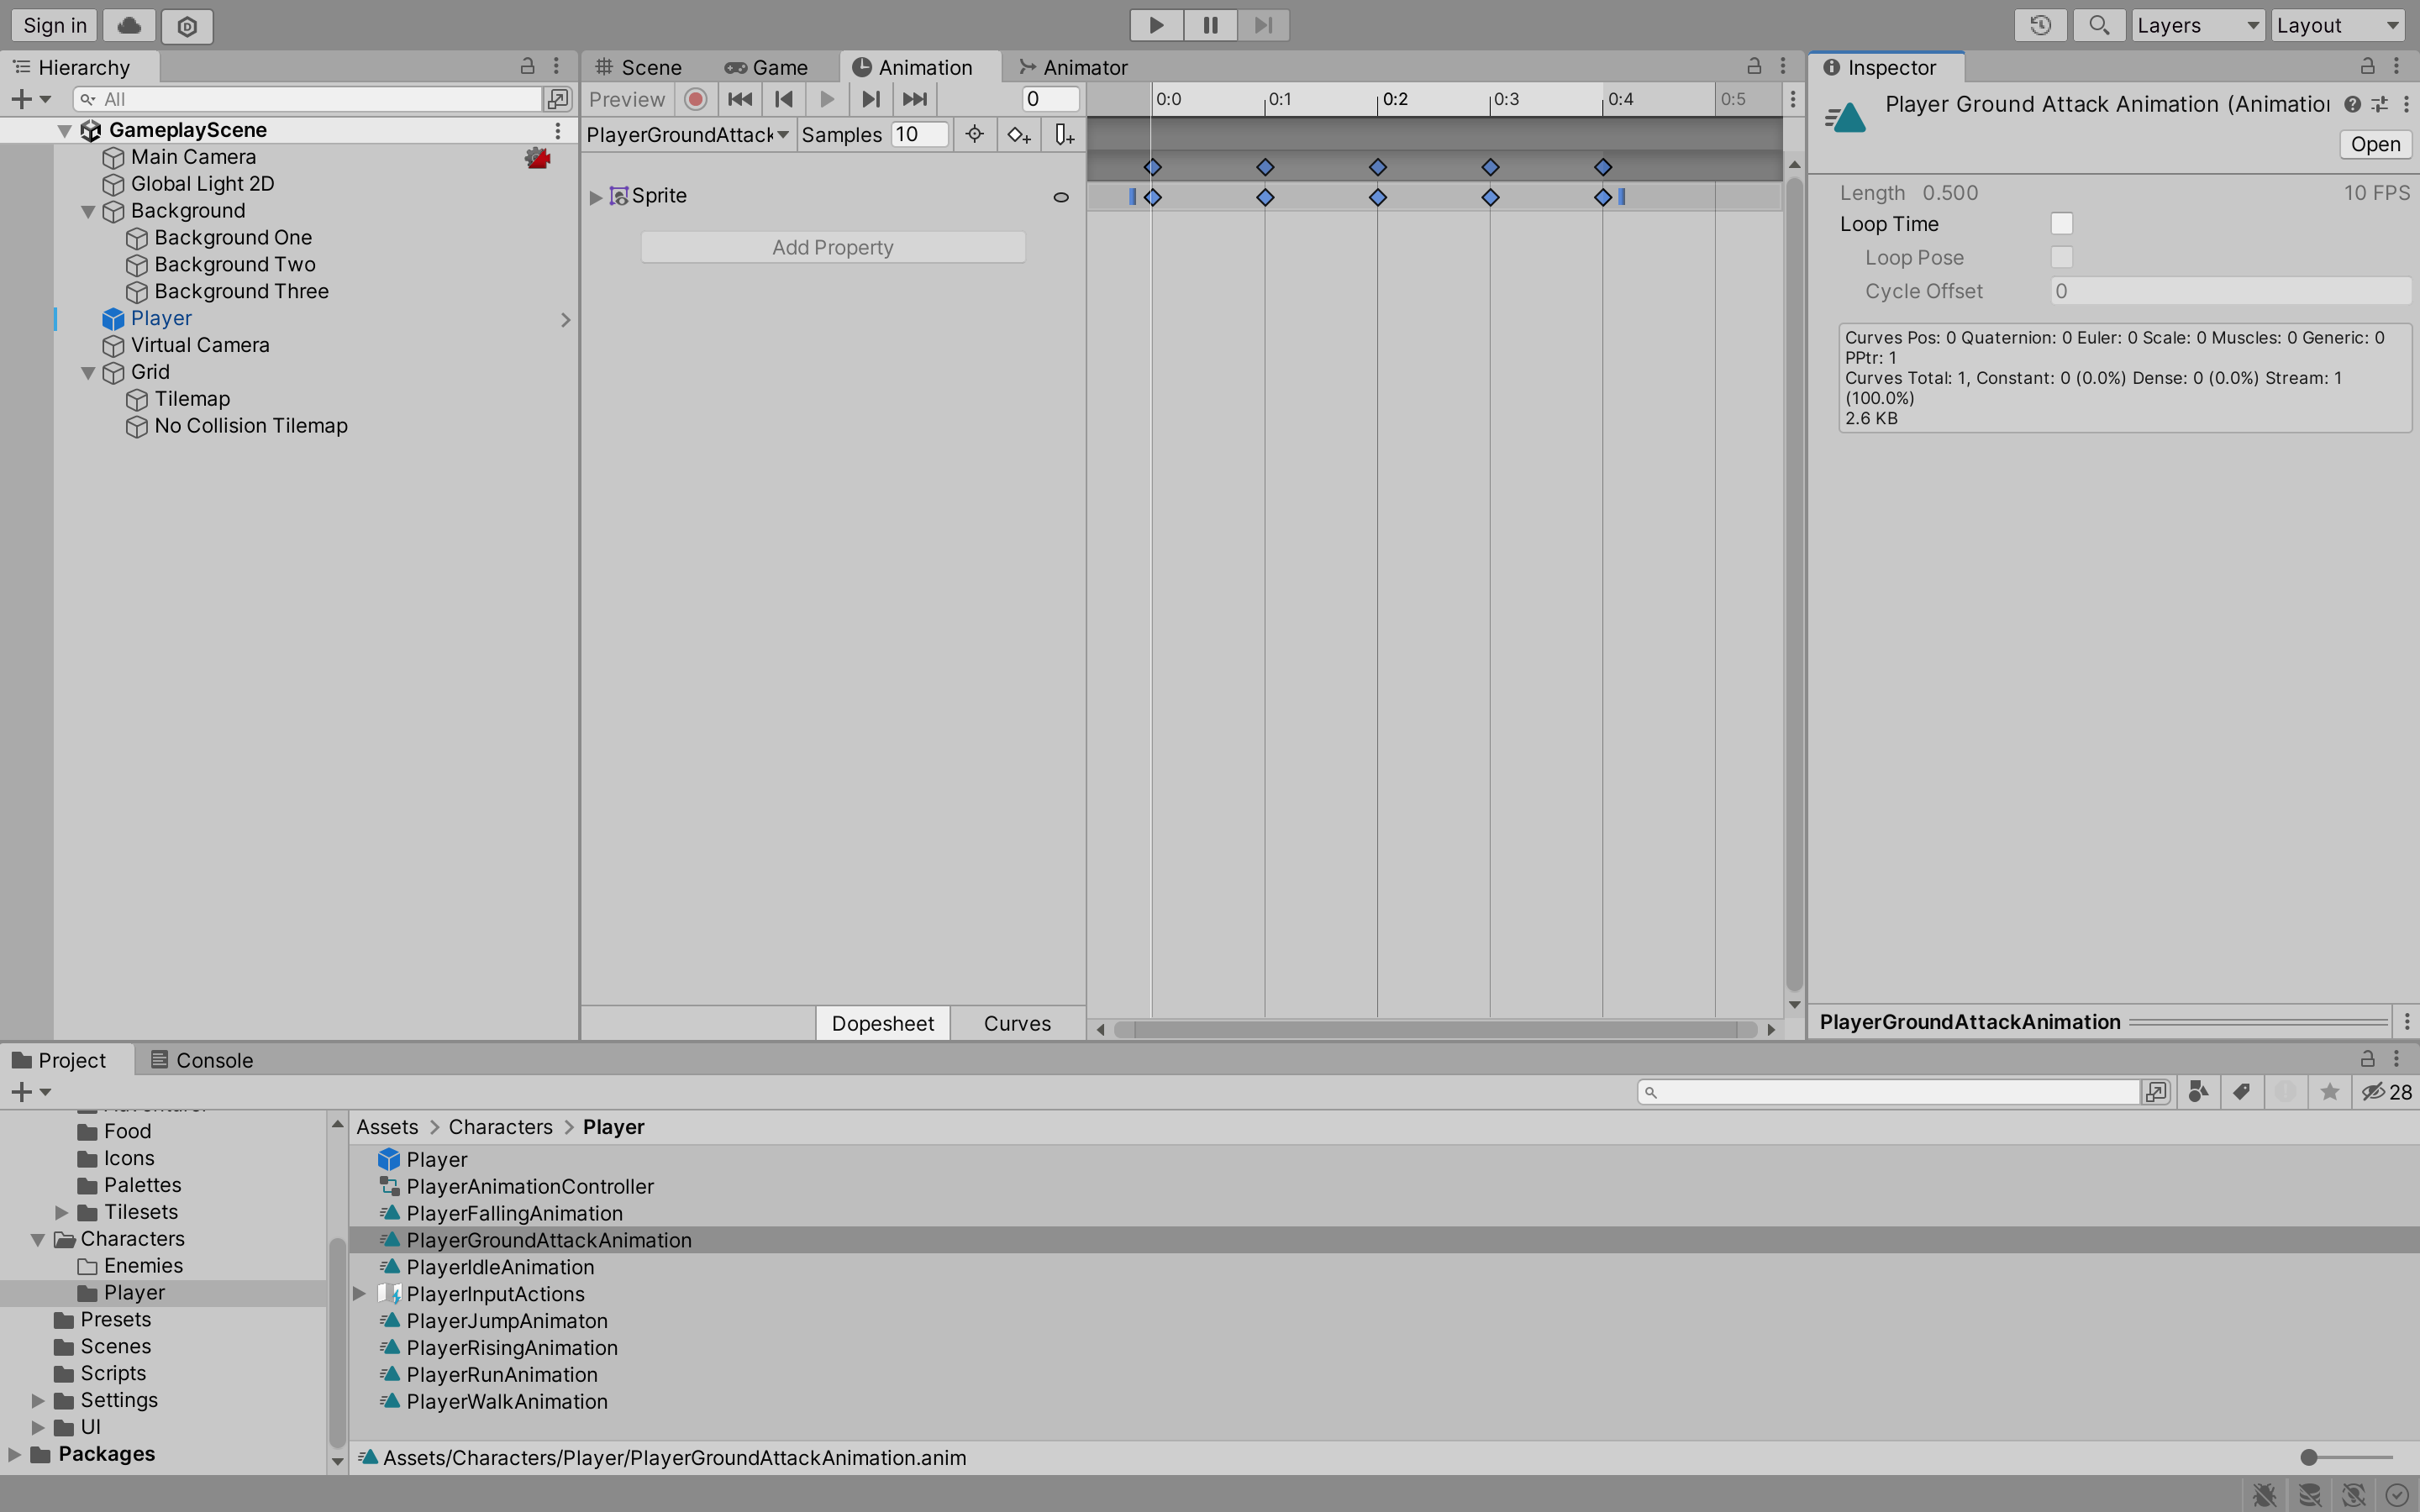 Sign in
Layers
Layout
Hierarchy
All
GameplayScene
Main Camera
Global Light 2D
Background
Background One
Background Two
Background Three
Player
Virtual Camera
Grid
Tilemap
No Collision Tilemap
Scene
Game
Animation
Animator
Preview
0
0:0
0:1
0:2
0:3
0:4
0:5
PlayerGroundAttack
Samples
10
Sprite
Add Property
Dopesheet
Curves
Inspector
Player Ground Attack Animation (Animation
Open
Length 0.500
10 FPS
Loop Time
Loop Pose
Cycle Offset
0
Curves Pos: 0 Quaternion: 0 Euler: 0 Scale: 0 Muscles: 0 Generic: 0
PPtr: 1
Curves Total: 1, Constant: 0 (0.0%) Dense: 0 (0.0%) Stream: 1
(100.0%)
2.6 KB
PlayerGroundAttackAnimation
Project
Console
28
Food
Icons
Palettes
Tilesets
Characters
Enemies
Player
Presets
Scenes
Scripts
Settings
UI
Packages
Assets > Characters > Player
Player
PlayerAnimationController
PlayerFallingAnimation
PlayerGroundAttackAnimation
PlayerIdleAnimation
PlayerInputActions
PlayerJumpAnimaton
PlayerRisingAnimation
PlayerRunAnimation
PlayerWalkAnimation
Assets/Characters/Player/PlayerGroundAttackAnimation.anim